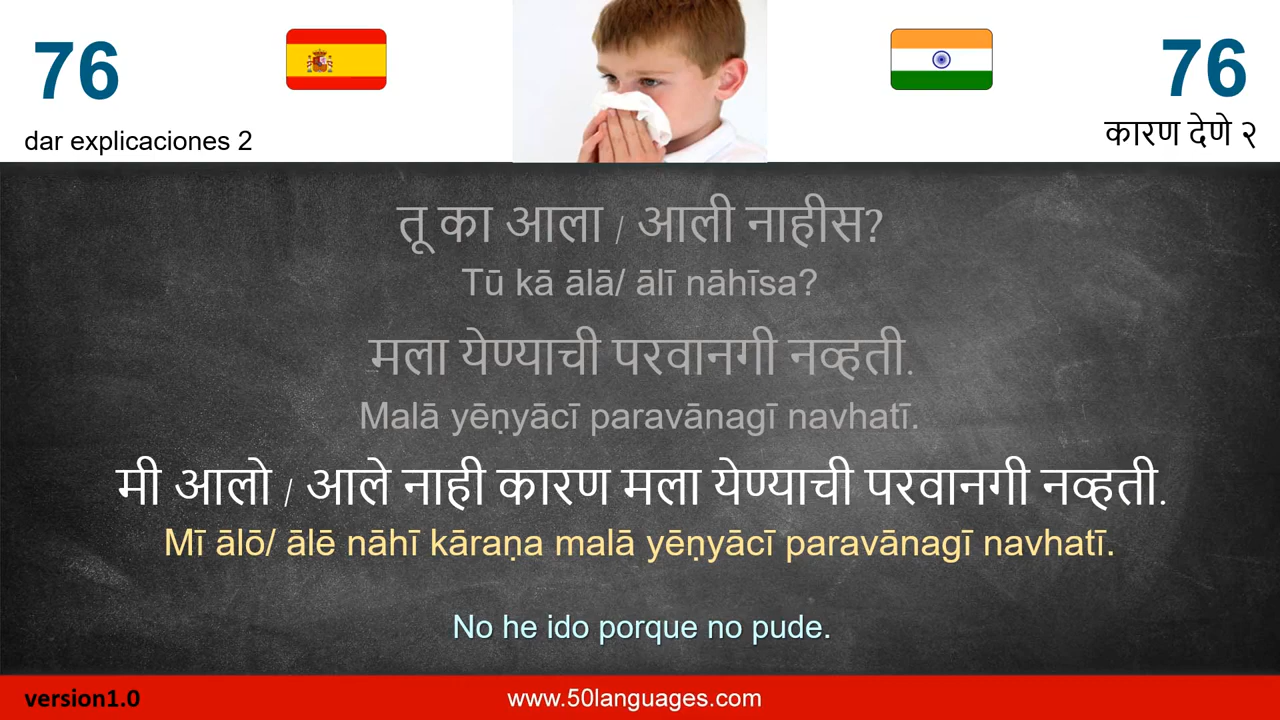 76
76
dar explicaciones 2
कारण देणे २
तू का आला / आली नाहीस?
Tū kā ālā/ ālī nāhīsa?
मला येण्याची परवानगी नव्हती.
Malā yēṇyācī paravānagī navhatī.
मी आलो / आले नाही कारण मला येण्याची परवानगी नव्हती.
Mī ālō/ ālē nāhī kāraṇa malā yēṇyācī paravānagī navhatī.
No he ido porque no pude.
version1.0
www.50languages.com